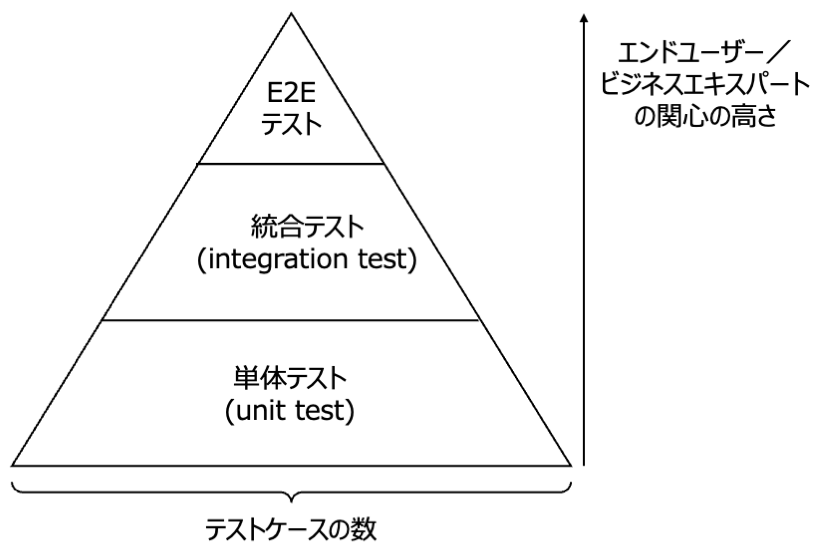 E2E
テスト
エンドユーザー／
ビジネスエキスパート
の関心の高さ
統合テスト
(integration test)
単体テスト
(unit test)
テストケースの数